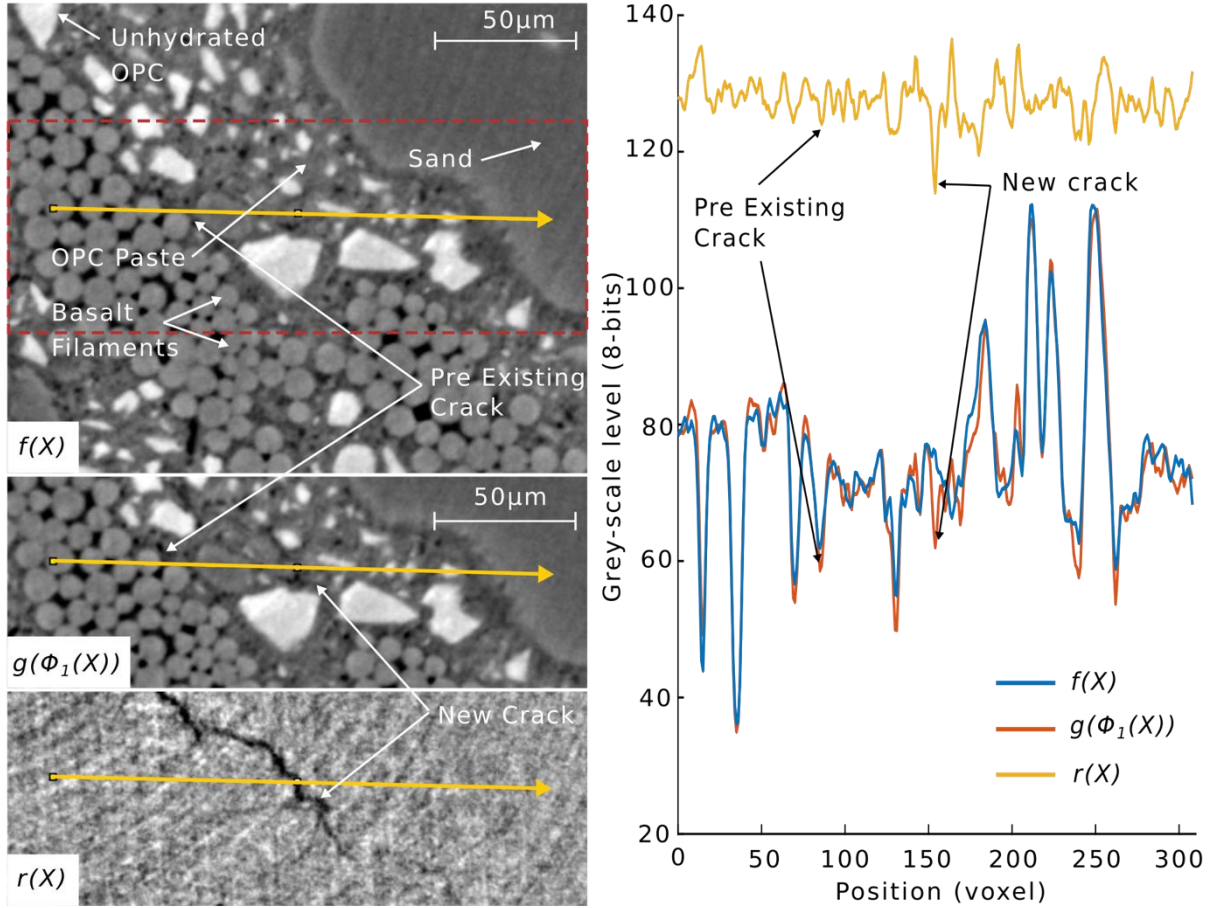 50μm
Unhydrated
OPC
Sand
OPC Paste
Basalt
Filaments
Pre Existing
Crack
f(X)
50μm
g(Φ₁(X))
New Crack
r(X)
Grey-scale level (8-bits)
140
120
100
80
60
40
20
0
50
100
150
200
250
300
Position (voxel)
Pre Existing
Crack
New crack
f(X)
g(Φ₁(X))
r(X)